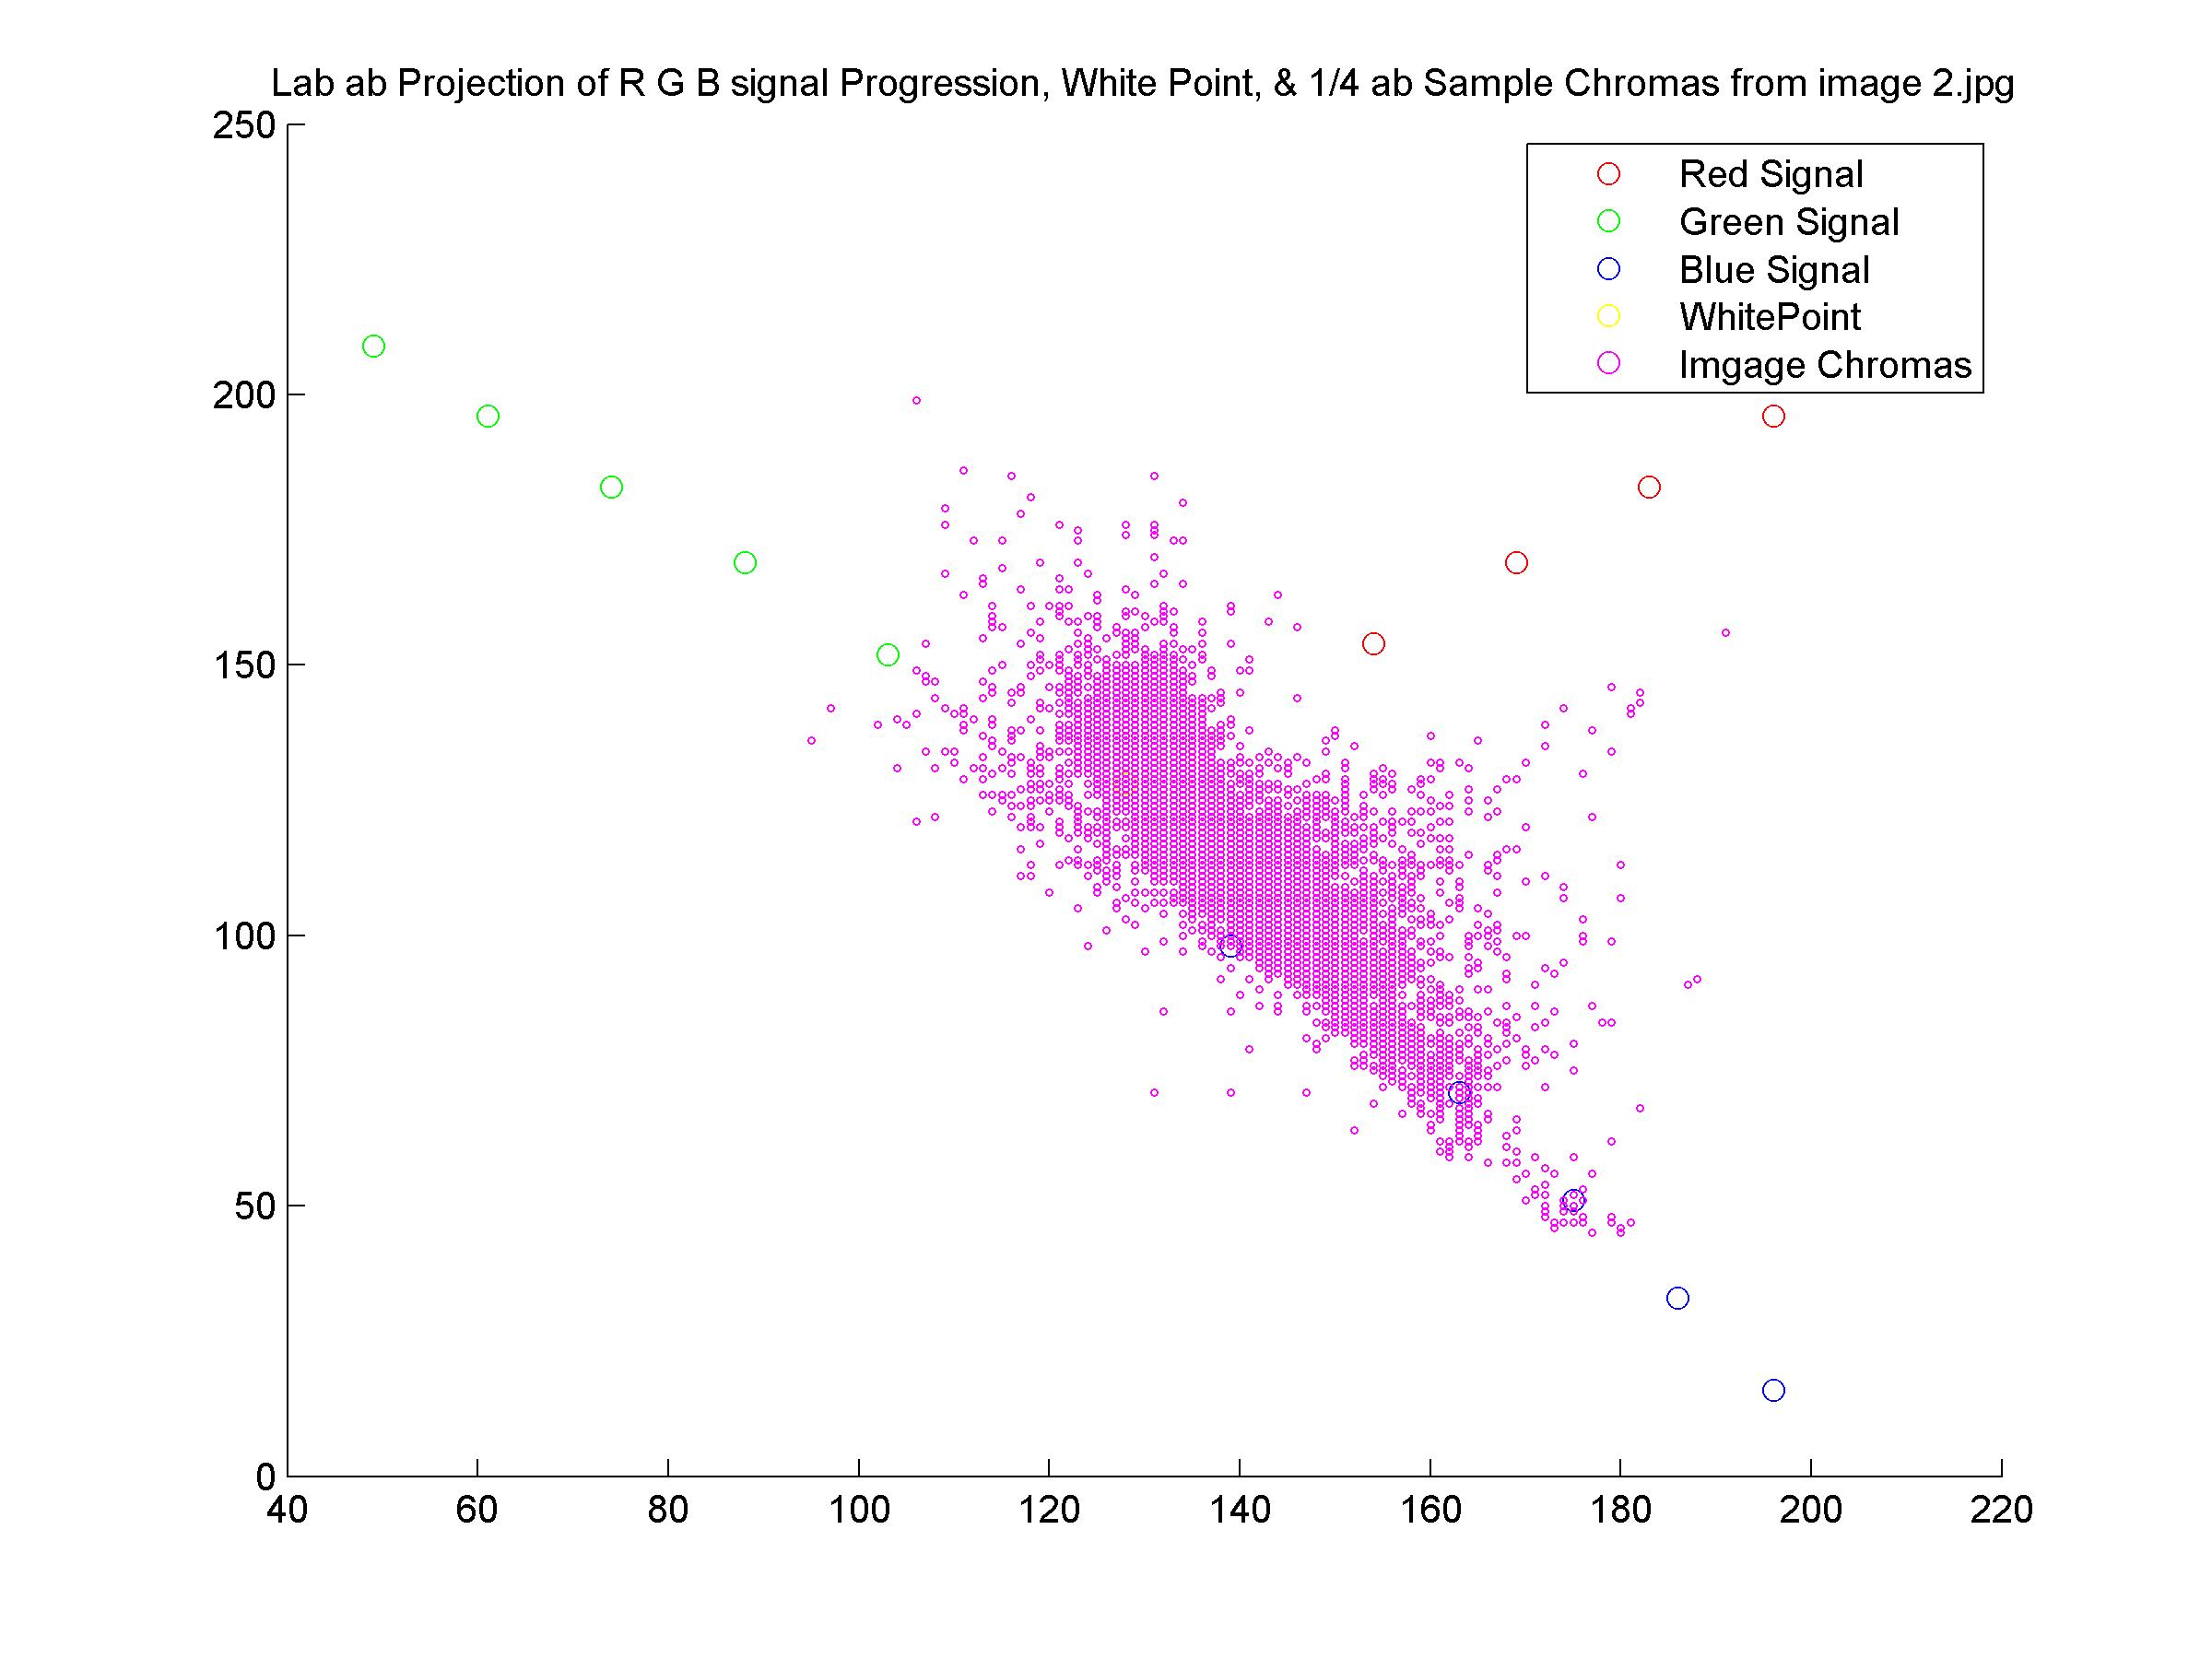 Lab ab Projection of R G B signal Progression, White Point, & 1/4 ab Sample Chromas from image 2.jpg
250
200
150
100
50
0
Red Signal
Green Signal
Blue Signal
WhitePoint
Imgage Chromas
40 60 80 100 120 140 160 180 200 220